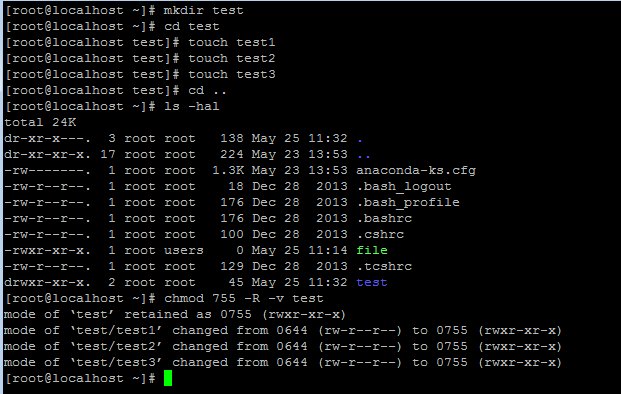 [root@localhost ~]# mkdir test
[root@localhost ~]# cd test
[root@localhost test]# touch test1
[root@localhost test]# touch test2
[root@localhost test]# touch test3
[root@localhost test]# cd ..
[root@localhost ~]# ls -hal
total 24K
dr-xr-x---.  3 root root   138 May 25 11:32 .
dr-xr-xr-x. 17 root root   224 May 23 13:53 ..
-rw-------.  1 root root  1.3K May 23 13:53 anaconda-ks.cfg
-rw-r--r--.  1 root root    18 Dec 28  2013 .bash_logout
-rw-r--r--.  1 root root   176 Dec 28  2013 .bash_profile
-rw-r--r--.  1 root root   176 Dec 28  2013 .bashrc
-rw-r--r--.  1 root root   100 Dec 28  2013 .cshrc
-rwxr-xr-x.  1 root users    0 May 25 11:14 file
-rw-r--r--.  1 root root   129 Dec 28  2013 .tcshrc
drwxr-xr-x.  2 root root    45 May 25 11:32 test
[root@localhost ~]# chmod 755 -R -v test
mode of ‘test’ retained as 0755 (rwxr-xr-x)
mode of ‘test/test1’ changed from 0644 (rw-r--r--) to 0755 (rwxr-xr-x)
mode of ‘test/test2’ changed from 0644 (rw-r--r--) to 0755 (rwxr-xr-x)
mode of ‘test/test3’ changed from 0644 (rw-r--r--) to 0755 (rwxr-xr-x)
[root@localhost ~]#